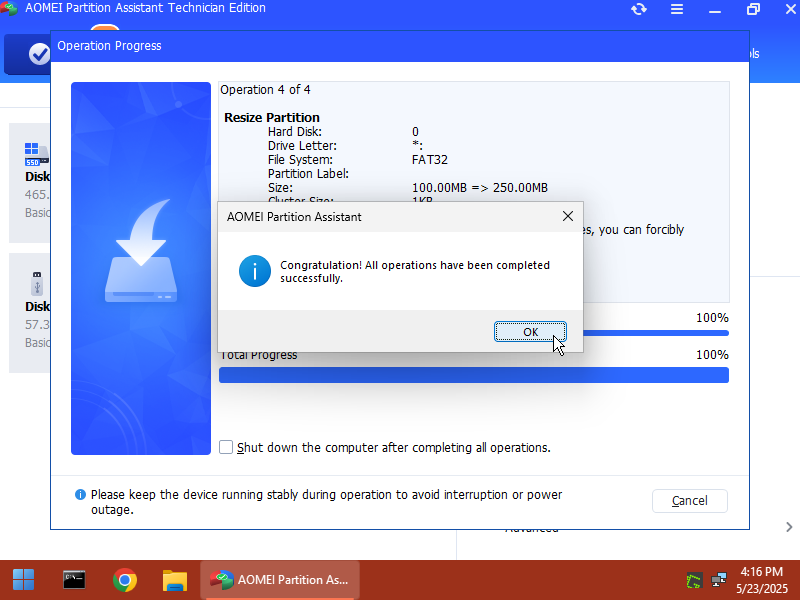 AOMEI Partition Assistant Technician Edition
Operation Progress
Operation 4 of 4
Resize Partition
Hard Disk: 0
Drive Letter: *:
File System: FAT32
Partition Label:
Size: 100.00MB => 250.00MB
Cluster Size: 1KB
you can forcibly
AOMEI Partition Assistant
Congratulation! All operations have been completed
successfully.
OK
100%
Total Progress 100%
Shut down the computer after completing all operations.
Please keep the device running stably during operation to avoid interruption or power
outage.
Cancel
SSD
Disk
465.
Basic
Disk
57.3
Basic
Advanced
AOMEI Partition As...
4:16 PM
5/23/2025